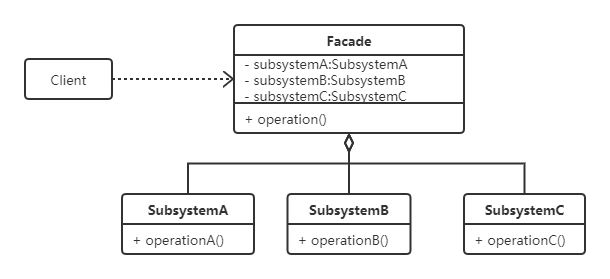 Facade
Client
- subsystemA:SubsystemA
- subsystemB:SubsystemB
- subsystemC:SubsystemC
+ operation()
SubsystemA
+ operationA()
SubsystemB
+ operationB()
SubsystemC
+ operationC()